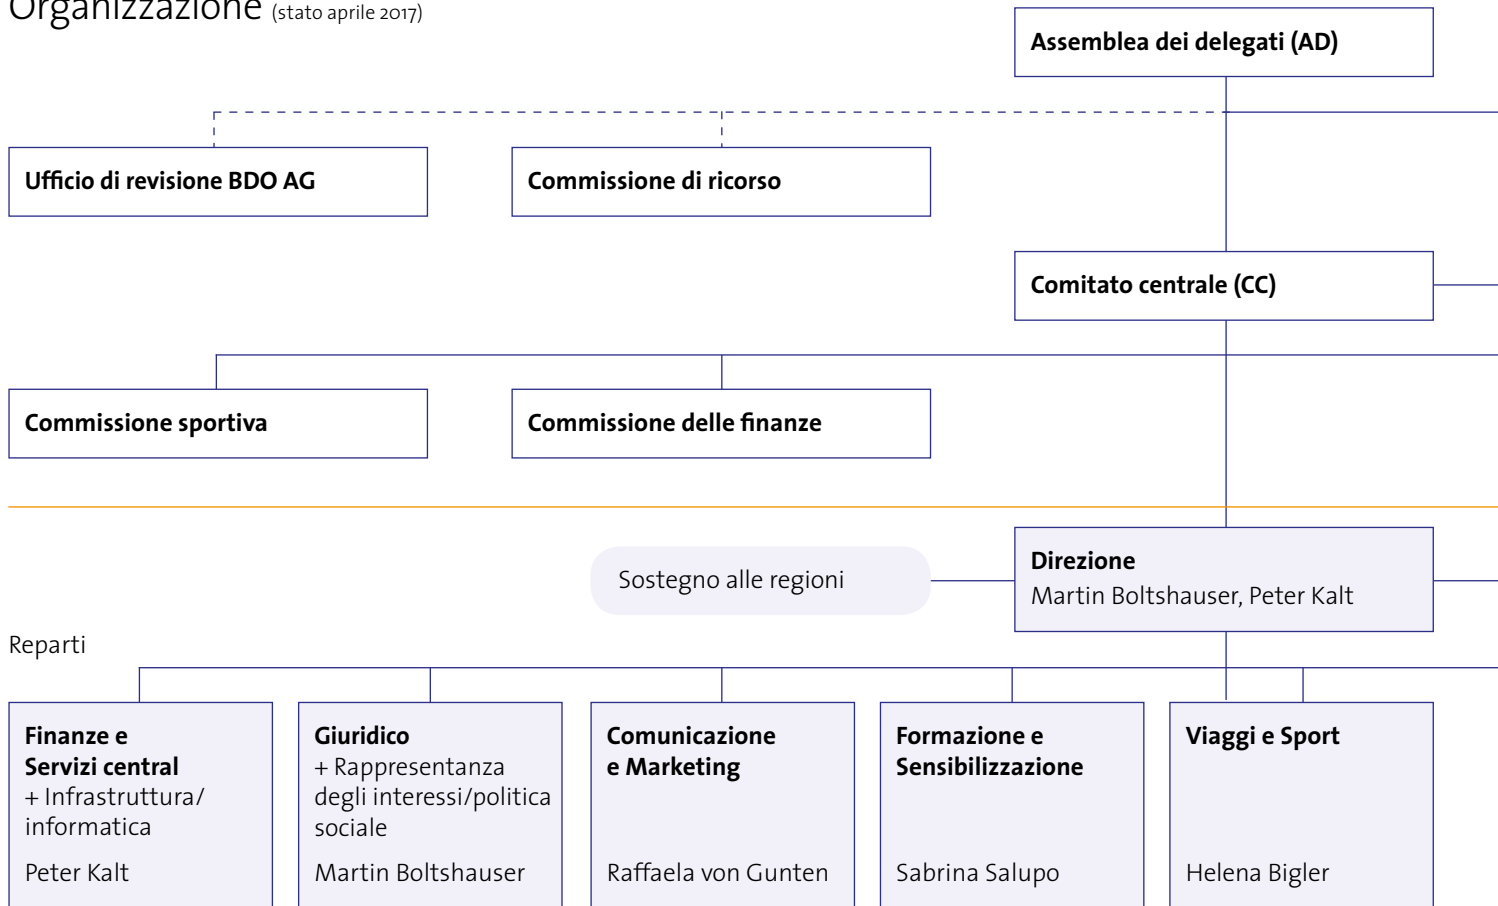 Organizzazione (stato aprile 2017)
Assemblea dei delegati (AD)
Ufficio di revisione BDO AG
Commissione di ricorso
Comitato centrale (CC)
Commissione sportiva
Commissione delle finanze
Direzione
Martin Boltshauser, Peter Kalt
Sostegno alle regioni
Reparti
Finanze e
Servizi central
+ Infrastruttura/
informatica
Peter Kalt
Giuridico
+ Rappresentanza
degli interessi/politica
sociale
Martin Boltshauser
Comunicazione
e Marketing
Raffaela von Gunten
Formazione e
Sensibilizzazione
Sabrina Salupo
Viaggi e Sport
Helena Bigler